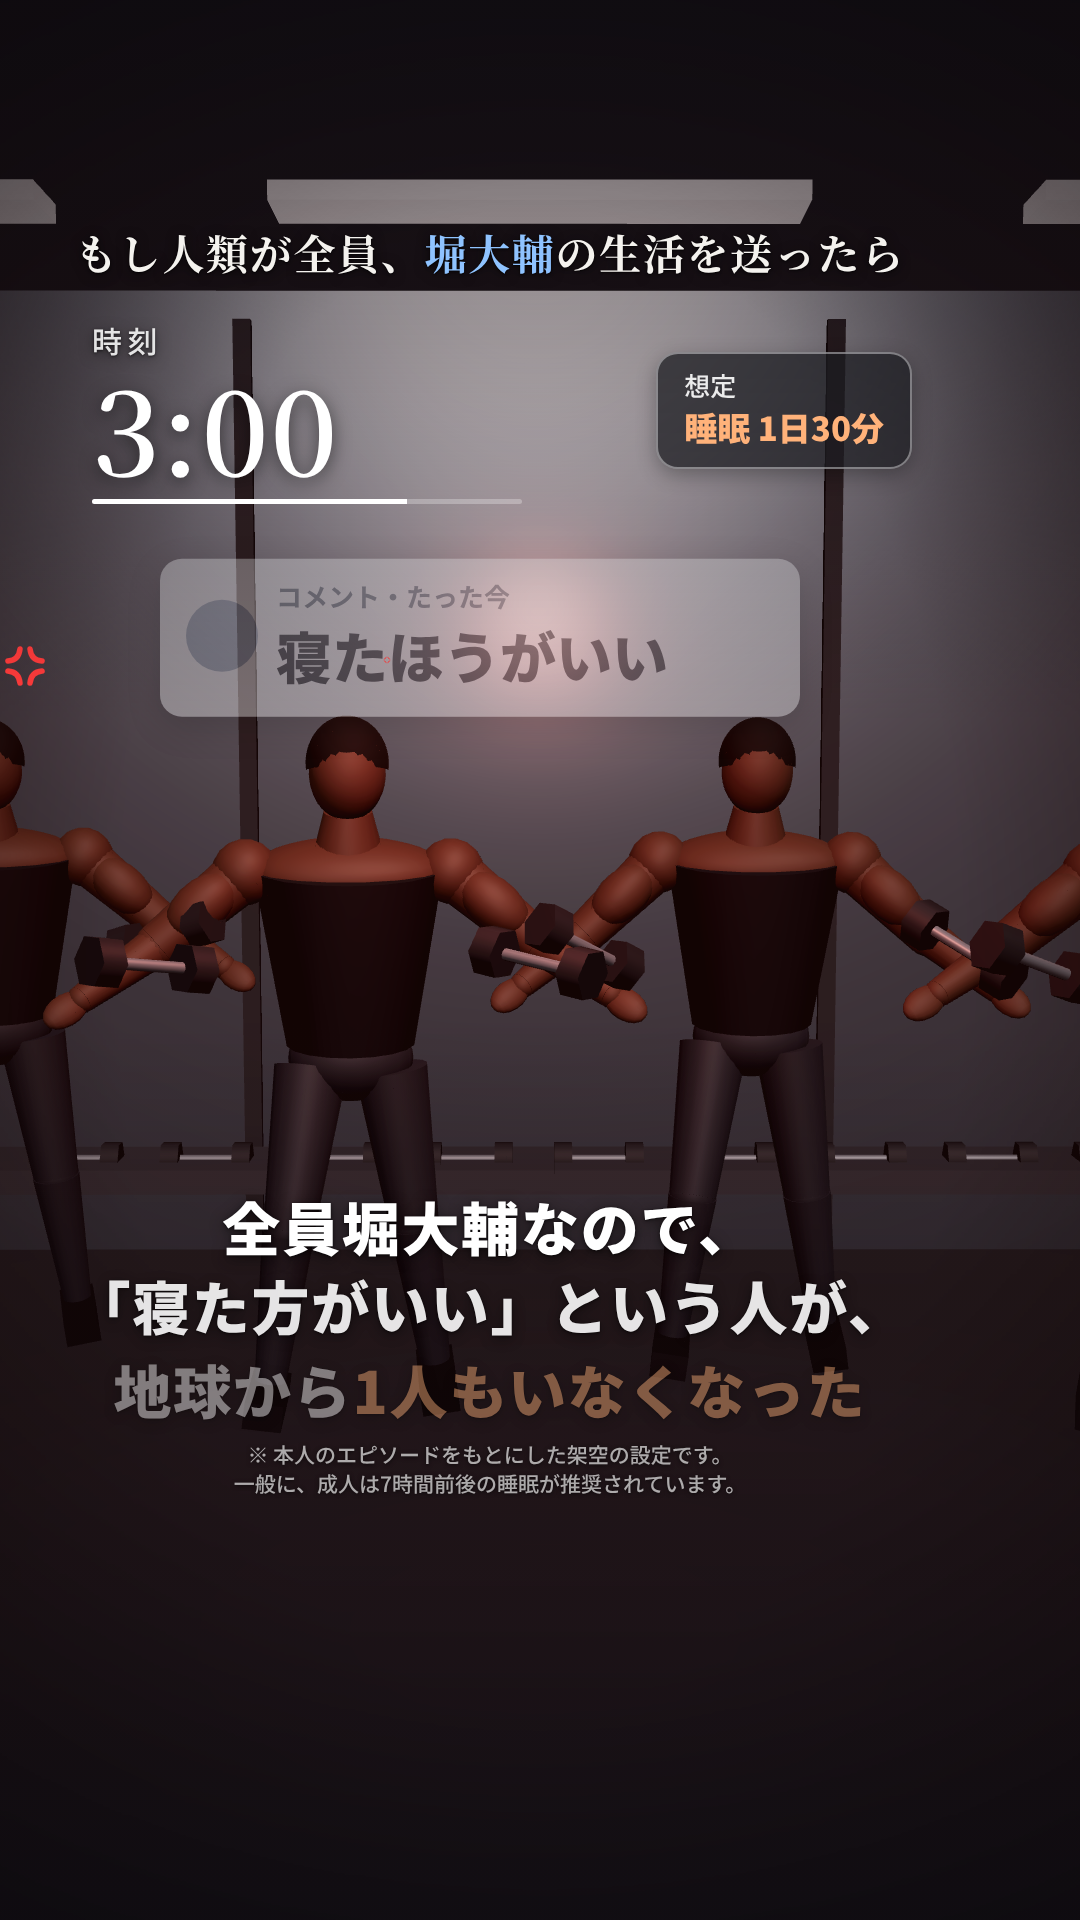 もし人類が全員、堀大輔の生活を送ったら
時刻
3:00
想定
睡眠 1日30分
コメント・たった今
寝たほうがいい
全員堀大輔なので、
「寝た方がいい」という人が、
地球から1人もいなくなった
※ 本人のエピソードをもとにした架空の設定です。
一般に、成人は7時間前後の睡眠が推奨されています。